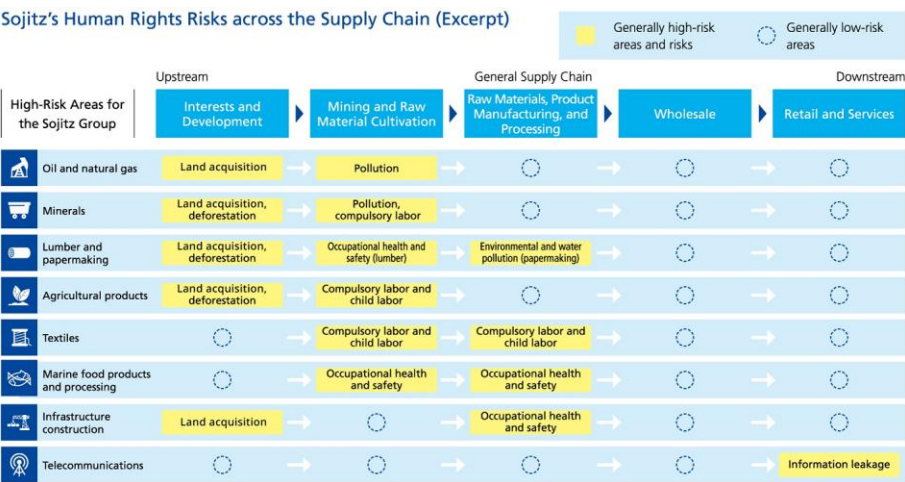 Sojitz's Human Rights Risks across the Supply Chain (Excerpt)
Generally high-risk
areas and risks
Generally low-risk
areas
Upstream
General Supply Chain
Downstream
High-Risk Areas for
the Sojitz Group
Interests and
Development
Mining and Raw
Material Cultivation
Raw Materials, Product
Manufacturing, and
Processing
Wholesale
Retail and Services
Oil and natural gas
Land acquisition
Pollution
Minerals
Land acquisition,
deforestation
Pollution,
compulsory labor
Lumber and
papermaking
Land acquisition,
deforestation
Occupational health and
safety (lumber)
Environmental and water
pollution (papermaking)
Agricultural products
Land acquisition,
deforestation
Compulsory labor and
child labor
Textiles
Compulsory labor and
child labor
Compulsory labor and
child labor
Marine food products
and processing
Occupational health
and safety
Occupational health
and safety
Infrastructure
construction
Land acquisition
Occupational health
and safety
Telecommunications
Information leakage